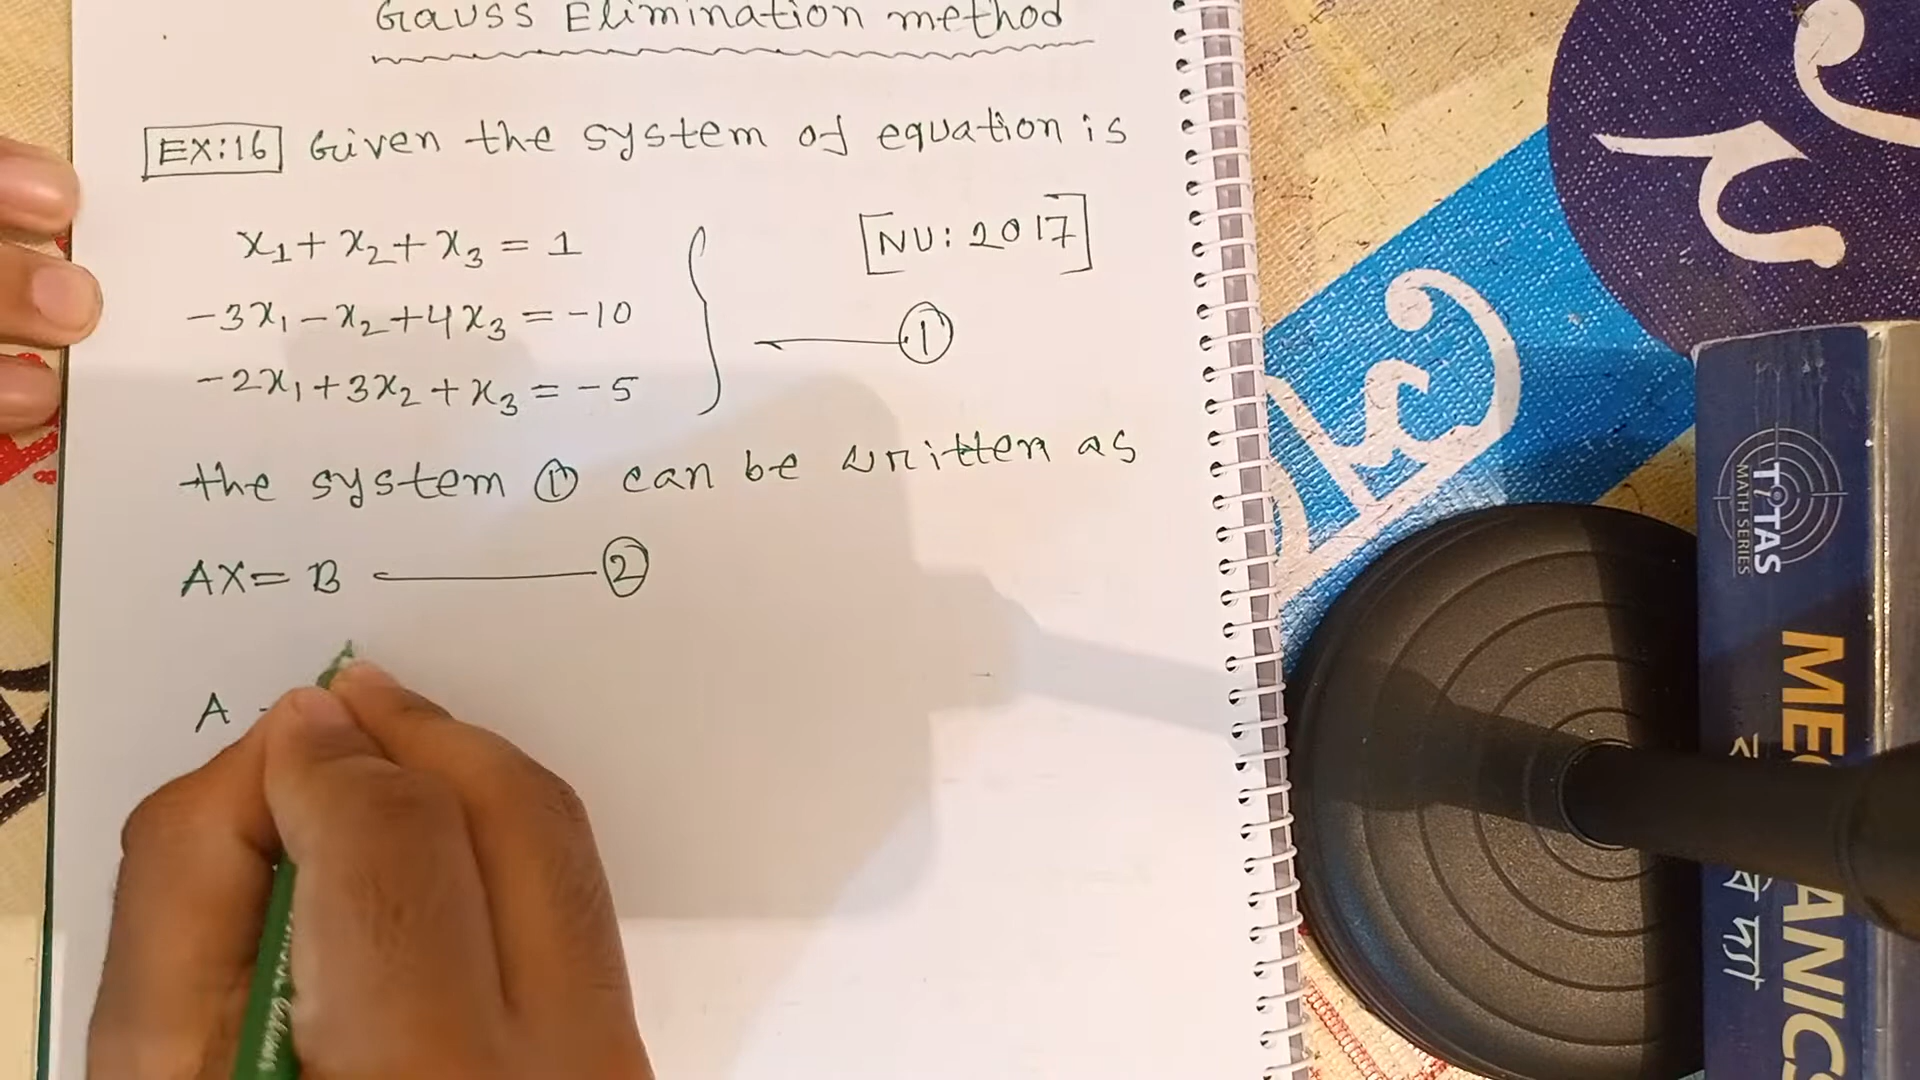 Gauss Elimination method
EX:16 Given the system of equation is
x₁ + x₂ + x₃ = 1
[NU: 2017]
-3x₁ - x₂ + 4x₃ = -10
①
-2x₁ + 3x₂ + x₃ = -5
the system ① can be written as
AX = B ②
A
μ
TITAS
MATH SERIES